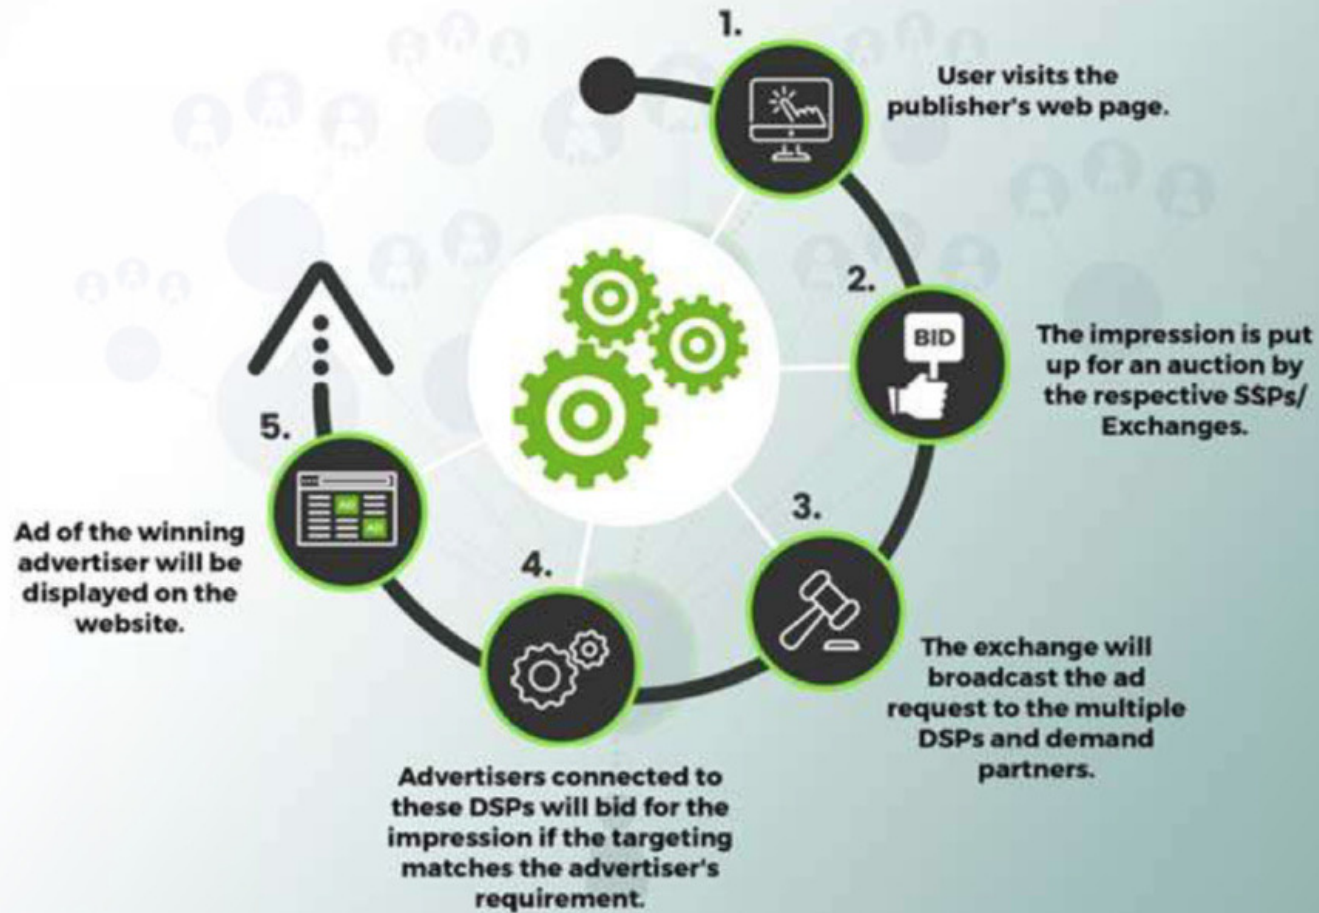 1.
User visits the
publisher's web page.
2.
BID
The impression is put
up for an auction by
the respective SSPs/
Exchanges.
3.
The exchange will
broadcast the ad
request to the multiple
DSPs and demand
partners.
4.
Advertisers connected to
these DSPs will bid for the
impression if the targeting
matches the advertiser's
requirement.
5.
AD
AD
Ad of the winning
advertiser will be
displayed on the
website.